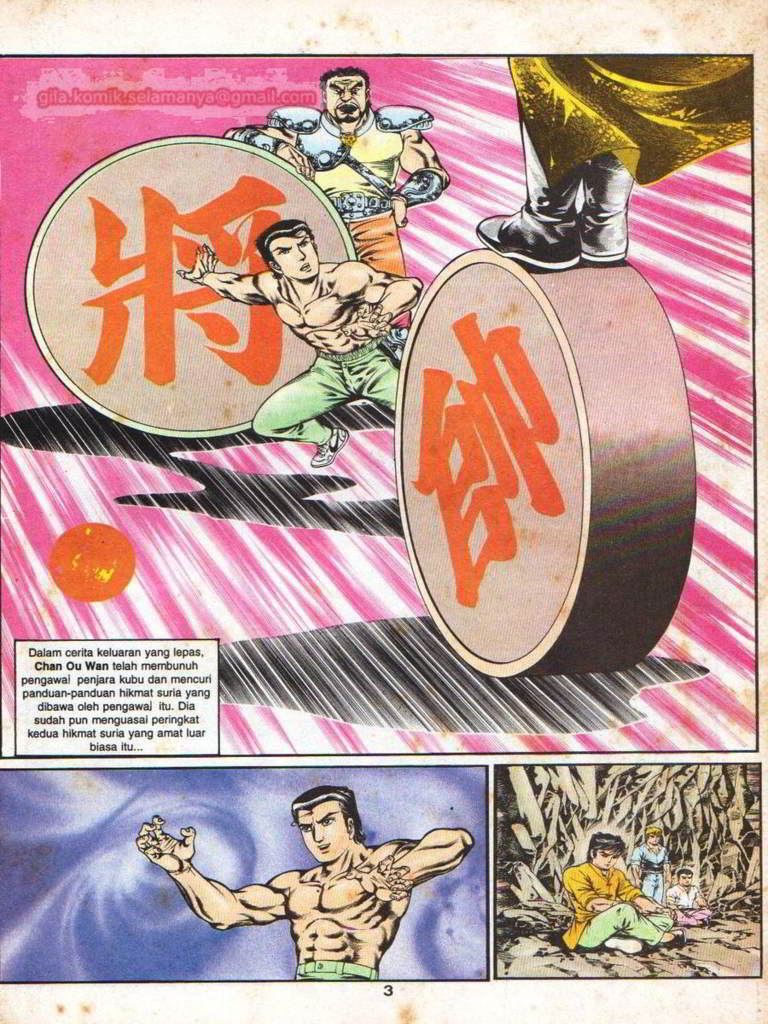 gila.komik.selamanya@gmail.com
將
帥
Dalam cerita keluaran yang lepas,
Chan Ou Wan telah membunuh
pengawal penjara kubu dan mencuri
panduan-panduan hikmat suria yang
dibawa oleh pengawal itu. Dia
sudah pun menguasai peringkat
kedua hikmat suria yang amat luar
biasa itu...
3